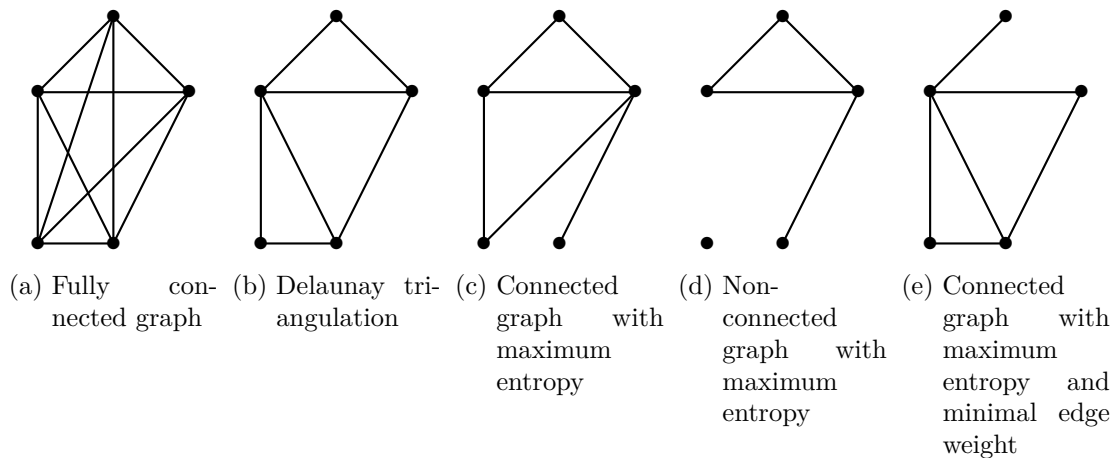 (a) Fully con-
nected graph
(b) Delaunay tri-
angulation
(c) Connected
graph with
maximum
entropy
(d) Non-
connected
graph with
maximum
entropy
(e) Connected
graph with
maximum
entropy and
minimal edge
weight